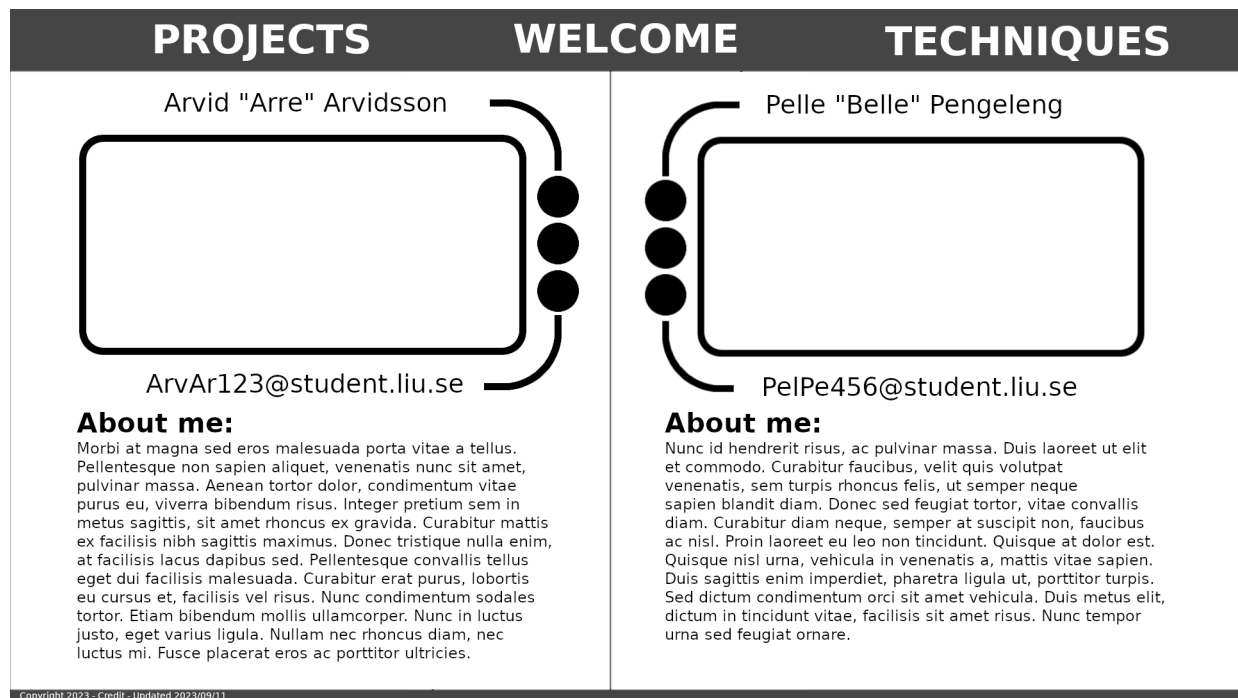 PROJECTS
WELCOME
TECHNIQUES
Arvid "Arre" Arvidsson
ArvAr123@student.liu.se
About me:
Morbi at magna sed eros malesuada porta vitae a tellus.
Pellentesque non sapien aliquet, venenatis nunc sit amet,
pulvinar massa. Aenean tortor dolor, condimentum vitae
purus eu, viverra bibendum risus. Integer pretium sem in
metus sagittis, sit amet rhoncus ex gravida. Curabitur mattis
ex facilisis nibh sagittis maximus. Donec tristique nulla enim,
at facilisis lacus dapibus sed. Pellentesque convallis tellus
eget dui facilisis malesuada. Curabitur erat purus, lobortis
eu cursus et, facilisis vel risus. Nunc condimentum sodales
tortor. Etiam bibendum mollis ullamcorper. Nunc in luctus
justo, eget varius ligula. Nullam nec rhoncus diam, nec
luctus mi. Fusce placerat eros ac porttitor ultricies.
Pelle "Belle" Pengeleng
PelPe456@student.liu.se
About me:
Nunc id hendrerit risus, ac pulvinar massa. Duis laoreet ut elit
et commodo. Curabitur faucibus, velit quis volutpat
venenatis, sem turpis rhoncus felis, ut semper neque
sapien blandit diam. Donec sed feugiat tortor, vitae convallis
diam. Curabitur diam neque, semper at suscipit non, faucibus
ac nisl. Proin laoreet eu leo non tincidunt. Quisque at dolor est.
Quisque nisl urna, vehicula in venenatis a, mattis vitae sapien.
Duis sagittis enim imperdiet, pharetra ligula ut, porttitor turpis.
Sed dictum condimentum orci sit amet vehicula. Duis metus elit,
dictum in tincidunt vitae, facilisis sit amet risus. Nunc tempor
urna sed feugiat ornare.
Copyright 2023 - Credit - Updated 2023/09/11